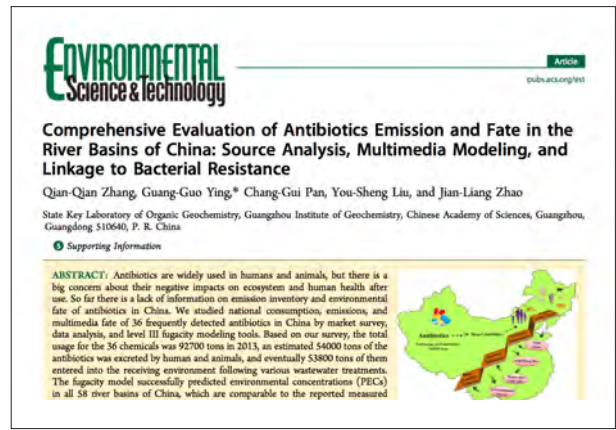 ENVIRONMENTAL
Science & Technology
Article
pubs.acs.org/est
Comprehensive Evaluation of Antibiotics Emission and Fate in the
River Basins of China: Source Analysis, Multimedia Modeling, and
Linkage to Bacterial Resistance
Qian-Qian Zhang, Guang-Guo Ying,* Chang-Gui Pan, You-Sheng Liu, and Jian-Liang Zhao
State Key Laboratory of Organic Geochemistry, Guangzhou Institute of Geochemistry, Chinese Academy of Sciences, Guangzhou,
Guangdong 510640, P. R. China
S Supporting Information
ABSTRACT: Antibiotics are widely used in humans and animals, but there is a
big concern about their negative impacts on ecosystem and human health after
use. So far there is a lack of information on emission inventory and environmental
fate of antibiotics in China. We studied national consumption, emissions, and
multimedia fate of 36 frequently detected antibiotics in China by market survey,
data analysis, and level III fugacity modeling tools. Based on our survey, the total
usage for the 36 chemicals was 92700 tons in 2013, an estimated 54000 tons of the
antibiotics was excreted by human and animals, and eventually 53800 tons of them
entered into the receiving environment following various wastewater treatments.
The fugacity model successfully predicted environmental concentrations (PECs)
in all 58 river basins of China, which are comparable to the reported measured
Antibiotics